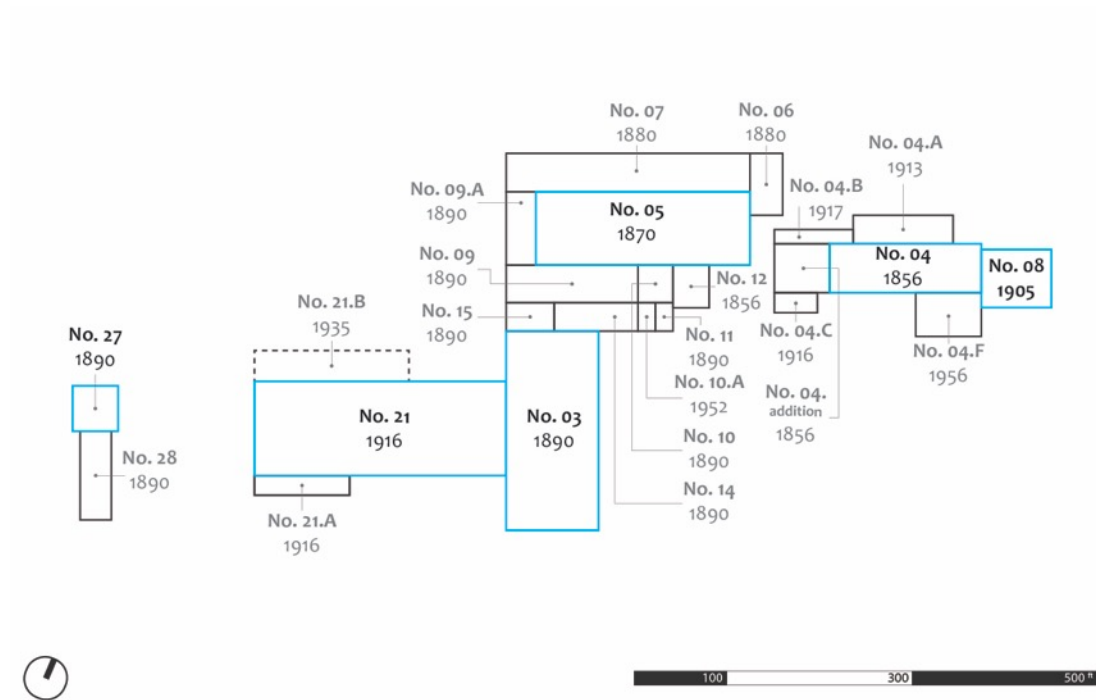 No. 07
1880
No. 06
1880
No. 04.A
1913
No. 09.A
1890
No. 04.B
1917
No. 05
1870
No. 09
1890
No. 12
1856
No. 04
1856
No. 08
1905
No. 21.B
1935
No. 15
1890
No. 11
1890
No. 04.C
1916
No. 04.F
1956
No. 27
1890
No. 10.A
1952
No. 04.
addition
1856
No. 21
1916
No. 03
1890
No. 10
1890
No. 28
1890
No. 14
1890
No. 21.A
1916
100 300 500 ft